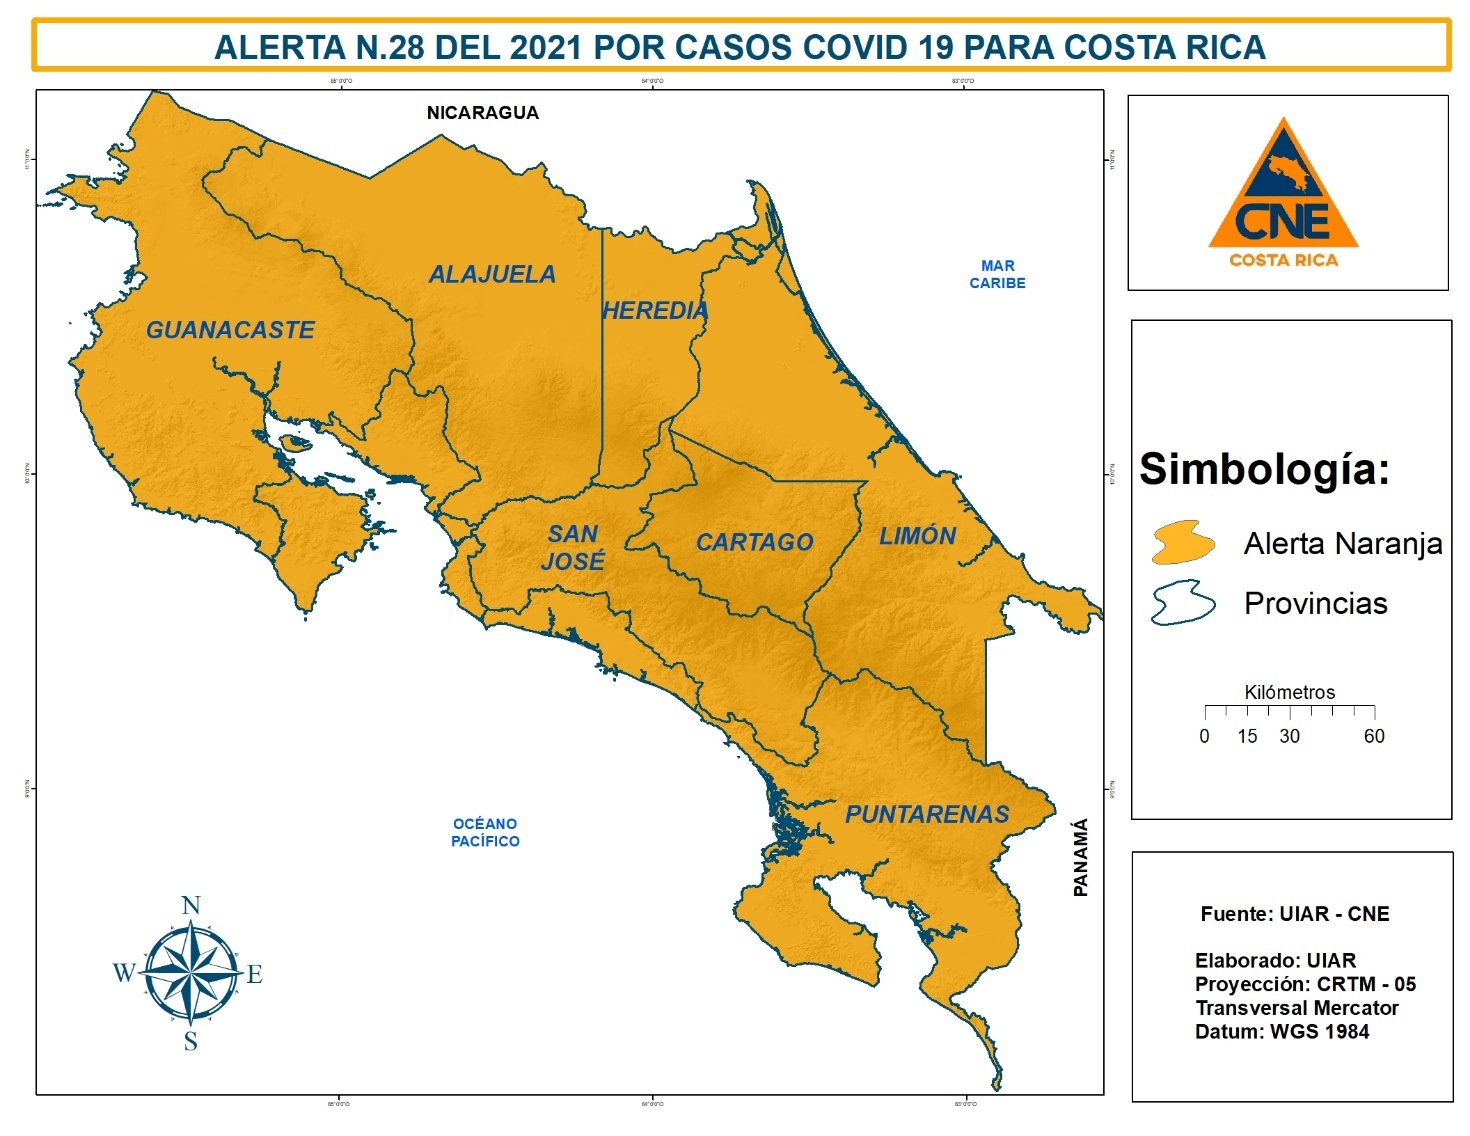 ALERTA N.28 DEL 2021 POR CASOS COVID 19 PARA COSTA RICA
NICARAGUA
MAR
CARIBE
ALAJUELA
HEREDIA
GUANACASTE
SAN
JOSÉ
CARTAGO
LIMÓN
PUNTARENAS
OCÉANO
PACÍFICO
PANAMÁ
N
W
E
S
CNE
COSTA RICA
Simbología:
Alerta Naranja
Provincias
Kilómetros
0 15 30 60
Fuente: UIAR - CNE
Elaborado: UIAR
Proyección: CRTM - 05
Transversal Mercator
Datum: WGS 1984